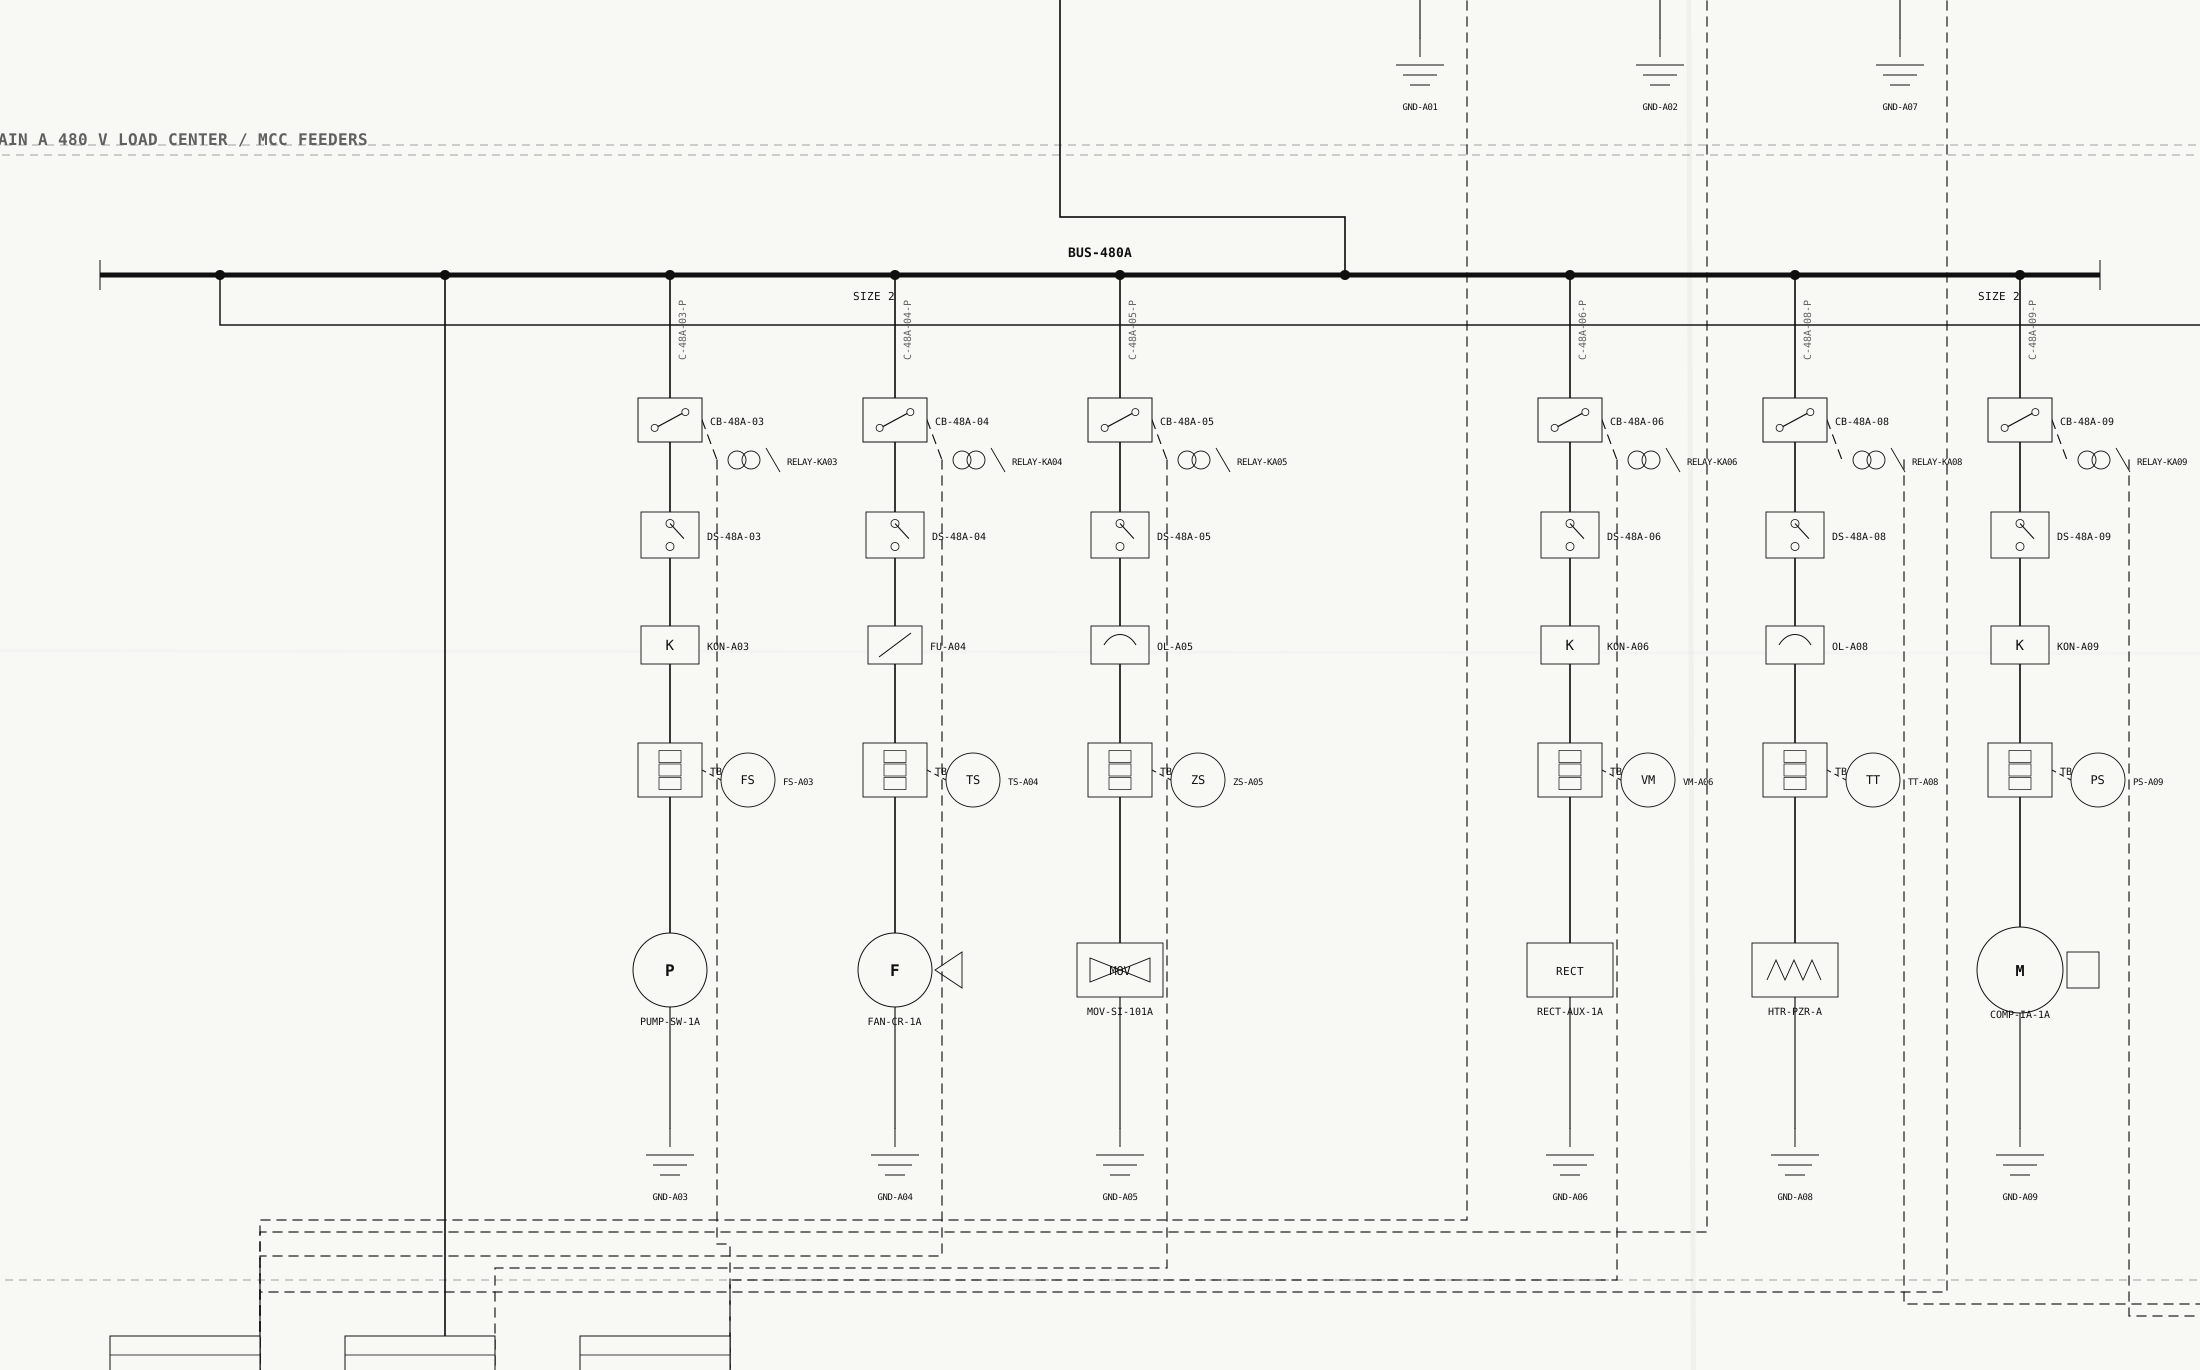 GND-A01 GND-A02 GND-A07
AIN A 480 V LOAD CENTER / MCC FEEDERS
BUS-480A
SIZE 2 SIZE 2
C-48A-03-P C-48A-04-P C-48A-05-P C-48A-06-P C-48A-08-P C-48A-09-P
CB-48A-03 CB-48A-04 CB-48A-05 CB-48A-06 CB-48A-08 CB-48A-09
RELAY-KA03 RELAY-KA04 RELAY-KA05 RELAY-KA06 RELAY-KA08 RELAY-KA09
DS-48A-03 DS-48A-04 DS-48A-05 DS-48A-06 DS-48A-08 DS-48A-09
K KON-A03 FU-A04 OL-A05 K KON-A06 OL-A08 K KON-A09
TB FS FS-A03 TB TS TS-A04 TB ZS ZS-A05 TB VM VM-A06 TB TT TT-A08 TB PS PS-A09
P F MOV RECT M
PUMP-SW-1A FAN-CR-1A MOV-SI-101A RECT-AUX-1A HTR-PZR-A COMP-IA-1A
GND-A03 GND-A04 GND-A05 GND-A06 GND-A08 GND-A09